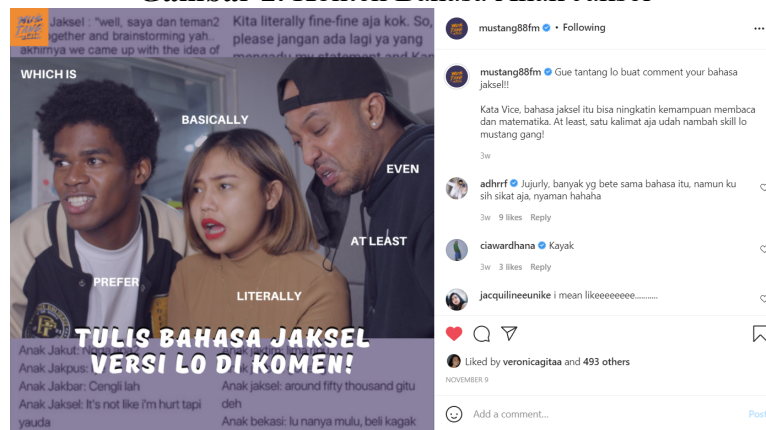 Jaksel : "well, saya dan teman2
ogether and brainstorming yah..
akhirnya we came up with the idea of
Kita literally fine-fine aja kok. So,
please jangan ada lagi ya yang
mengadu my statement and
WHICH IS
BASICALLY
EVEN
AT LEAST
PREFER
LITERALLY
TULIS BAHASA JAKSEL
VERSI LO DI KOMEN!
Anak Jakut:
Anak Jakpus:
Anak Jakbar: Cengli lah
Anak Jaksel: It's not like i'm hurt tapi
yauda
Anak jaksel: around fifty thousand gitu
deh
Anak bekasi: lu nanya mulu, beli kagak
mustang88fm • Following
mustang88fm Gue tantang lo buat comment your bahasa
jaksel!!
Kata Vice, bahasa jaksel itu bisa ningkatin kemampuan membaca
dan matematika. At least, satu kalimat aja udah nambah skill lo
mustang gang!
3w
adhrrf Jujurly, banyak yg bete sama bahasa itu, namun ku
sih sikat aja, nyaman hahaha
3w 9 likes Reply
ciawardhana Kayak
3w 3 likes Reply
jacquilineeunike i mean likeeeeeeee...........
Liked by veronicagitaa and 493 others
NOVEMBER 9
Add a comment...
Post